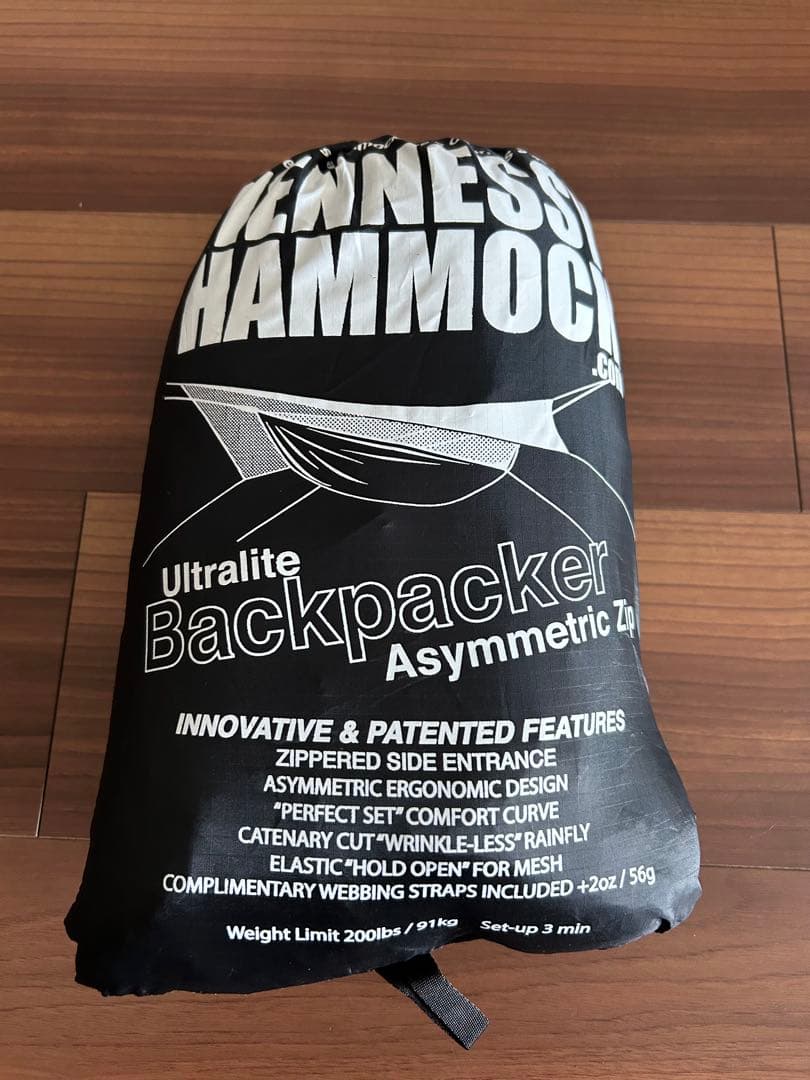 HENNESSY
HAMMOCK
.com
Ultralite
Backpacker
Asymmetric Zip
INNOVATIVE & PATENTED FEATURES
ZIPPERED SIDE ENTRANCE
ASYMMETRIC ERGONOMIC DESIGN
"PERFECT SET" COMFORT CURVE
CATENARY CUT "WRINKLE-LESS" RAINFLY
ELASTIC "HOLD OPEN" FOR MESH
COMPLIMENTARY WEBBING STRAPS INCLUDED +2oz / 56g
Weight Limit 200lbs / 91kg Set-up 3 min